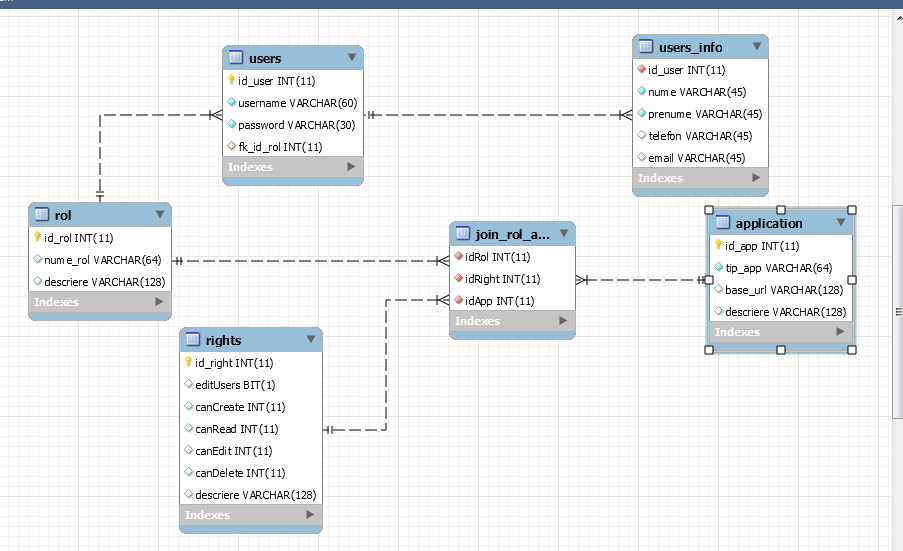 users
id_user INT(11)
username VARCHAR(60)
password VARCHAR(30)
fk_id_rol INT(11)
Indexes
users_info
id_user INT(11)
nume VARCHAR(45)
prenume VARCHAR(45)
telefon VARCHAR(45)
email VARCHAR(45)
Indexes
rol
id_rol INT(11)
nume_rol VARCHAR(64)
descriere VARCHAR(128)
Indexes
join_rol_a...
idRol INT(11)
idRight INT(11)
idApp INT(11)
Indexes
application
id_app INT(11)
tip_app VARCHAR(64)
base_url VARCHAR(128)
descriere VARCHAR(128)
Indexes
rights
id_right INT(11)
editUsers BIT(1)
canCreate INT(11)
canRead INT(11)
canEdit INT(11)
canDelete INT(11)
descriere VARCHAR(128)
Indexes